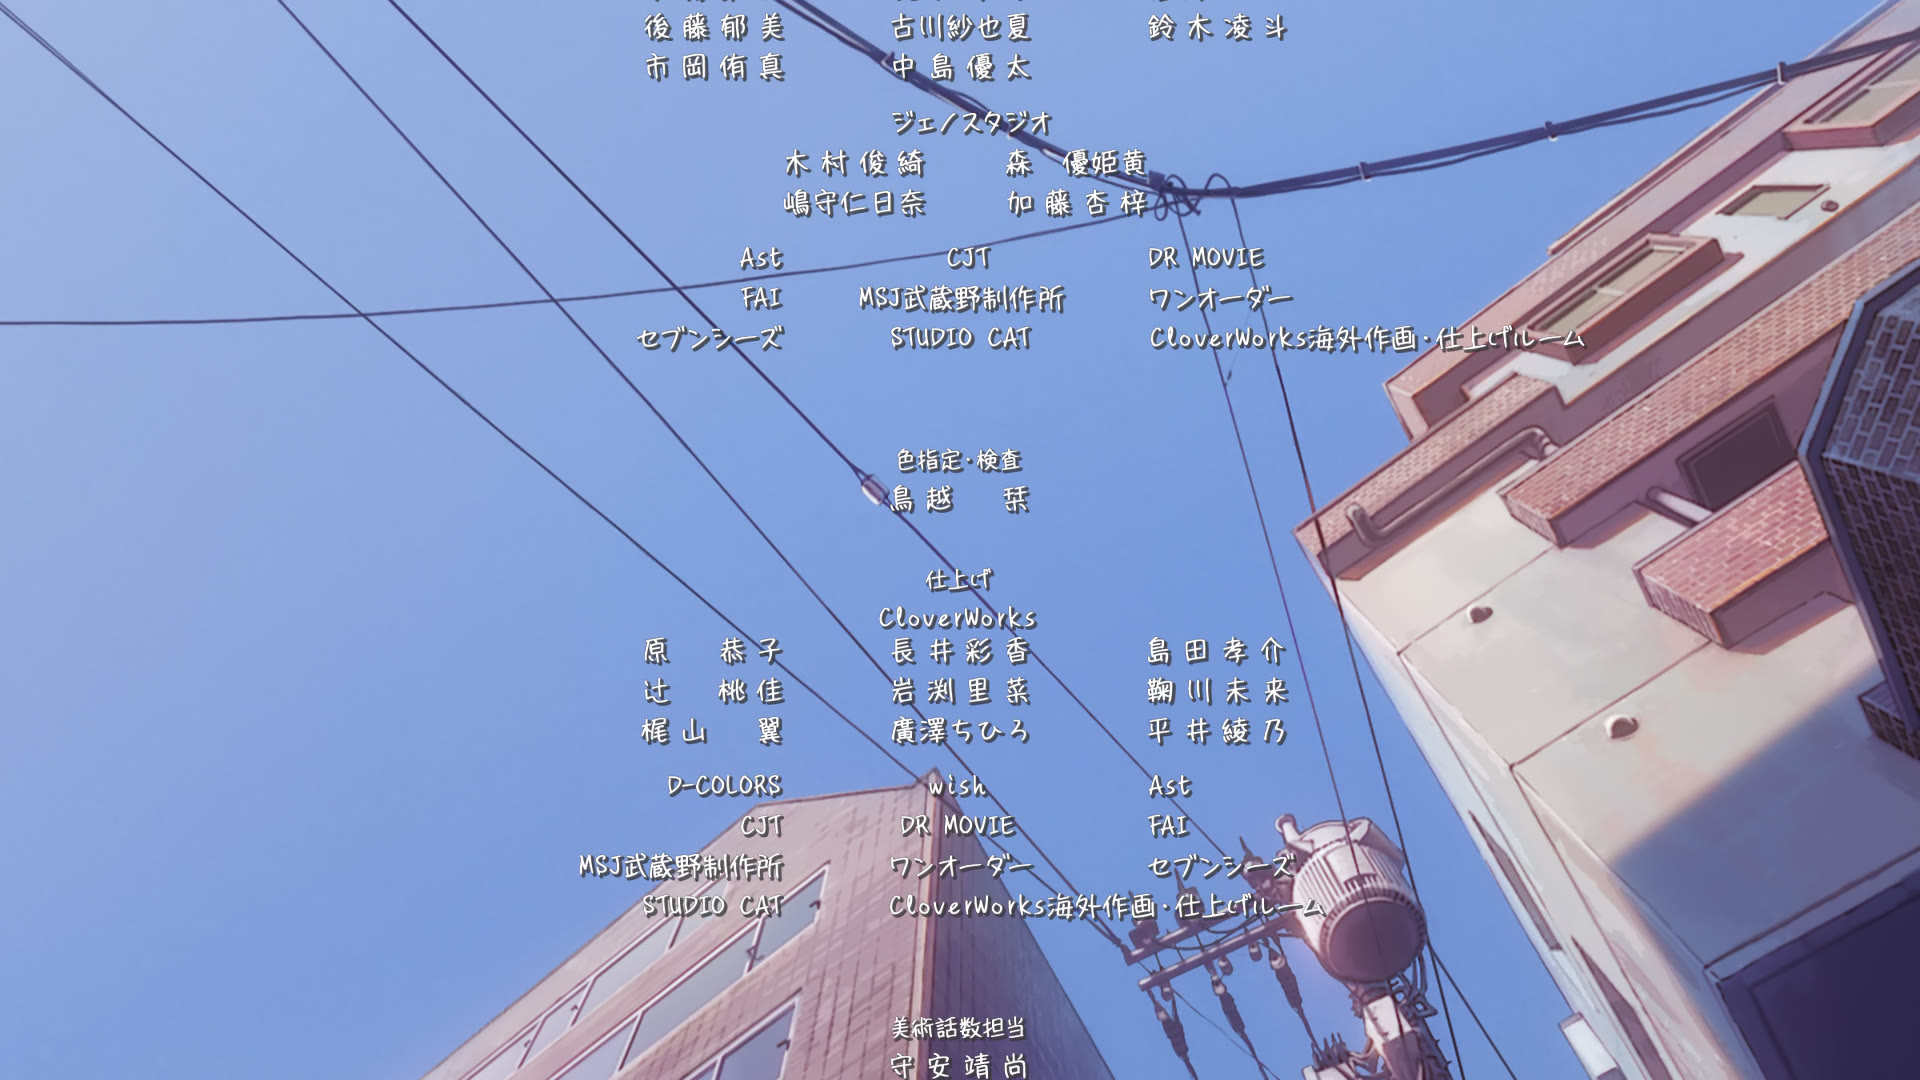 後藤郁美 古川紗也夏 鈴木凌斗
市岡侑真 中島優太
ジェノスタジオ
木村俊綺 森 優姫黄
嶋守仁日奈 加藤杏梓
Ast CJT DR MOVIE
FAI MSJ武蔵野制作所 ワンオーダー
セブンシーズ STUDIO CAT CloverWorks海外作画・仕上げルーム
色指定・検査
鳥越 栞
仕上げ
CloverWorks
原 恭子 長井彩香 島田孝介
辻 桃佳 岩渕里菜 鞠川未来
梶山 翼 廣澤ちひろ 平井綾乃
D-COLORS wish Ast
CJT DR MOVIE FAI
MSJ武蔵野制作所 ワンオーダー セブンシーズ
STUDIO CAT CloverWorks海外作画・仕上げルーム
美術話数担当
守安靖尚